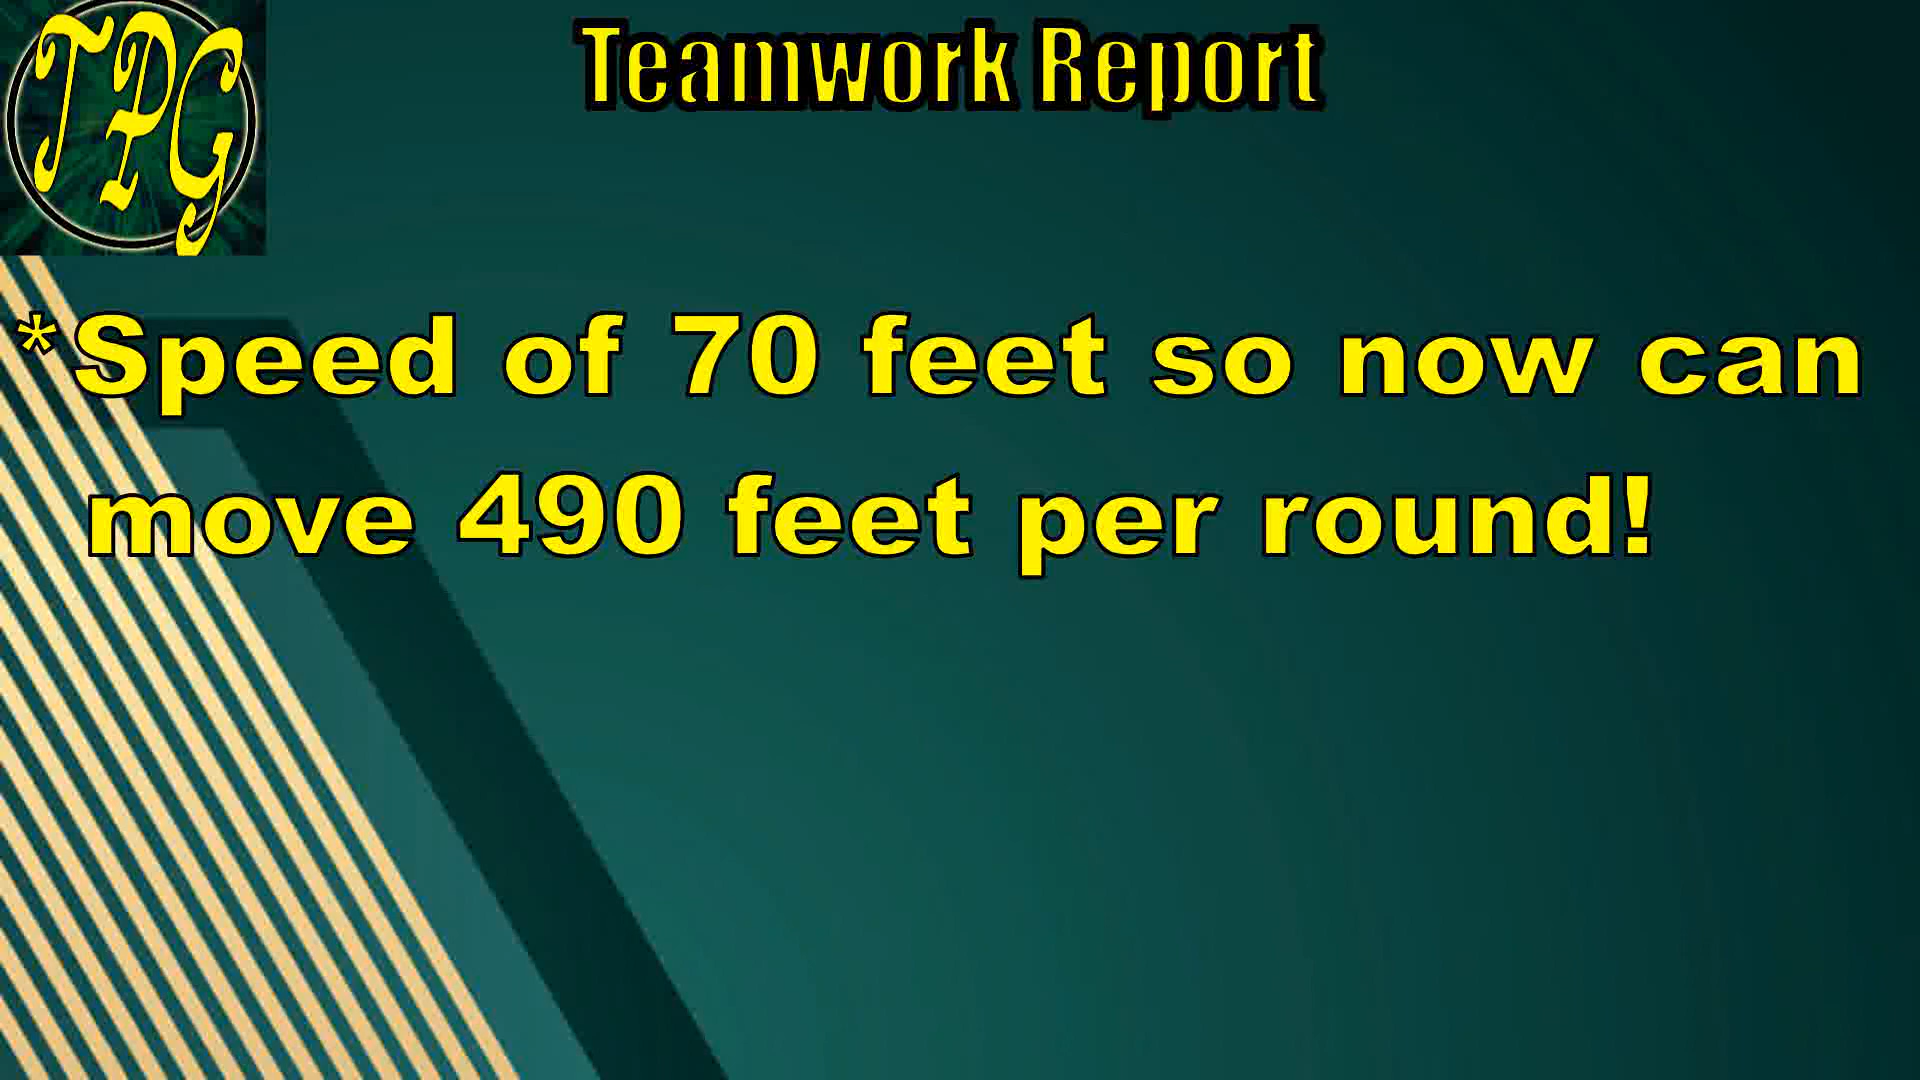 TPG
Teamwork Report
*Speed of 70 feet so now can
move 490 feet per round!